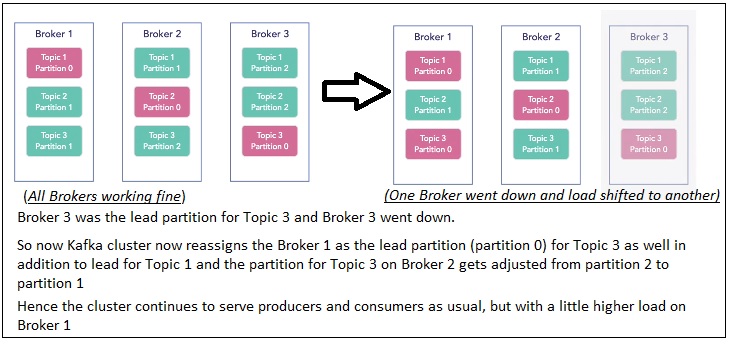 Broker 1
Broker 2
Broker 3
Topic 1
Partition 0
Topic 1
Partition 1
Topic 1
Partition 2
Topic 2
Partition 1
Topic 2
Partition 0
Topic 2
Partition 2
Topic 3
Partition 1
Topic 3
Partition 2
Topic 3
Partition 0
Broker 1
Broker 2
Broker 3
Topic 1
Partition 0
Topic 1
Partition 1
Topic 1
Partition 2
Topic 2
Partition 1
Topic 2
Partition 0
Topic 2
Partition 2
Topic 3
Partition 0
Topic 3
Partition 1
Topic 3
Partition 0
(All Brokers working fine)
(One Broker went down and load shifted to another)
Broker 3 was the lead partition for Topic 3 and Broker 3 went down.
So now Kafka cluster now reassigns the Broker 1 as the lead partition (partition 0) for Topic 3 as well in
addition to lead for Topic 1 and the partition for Topic 3 on Broker 2 gets adjusted from partition 2 to
partition 1
Hence the cluster continues to serve producers and consumers as usual, but with a little higher load on
Broker 1